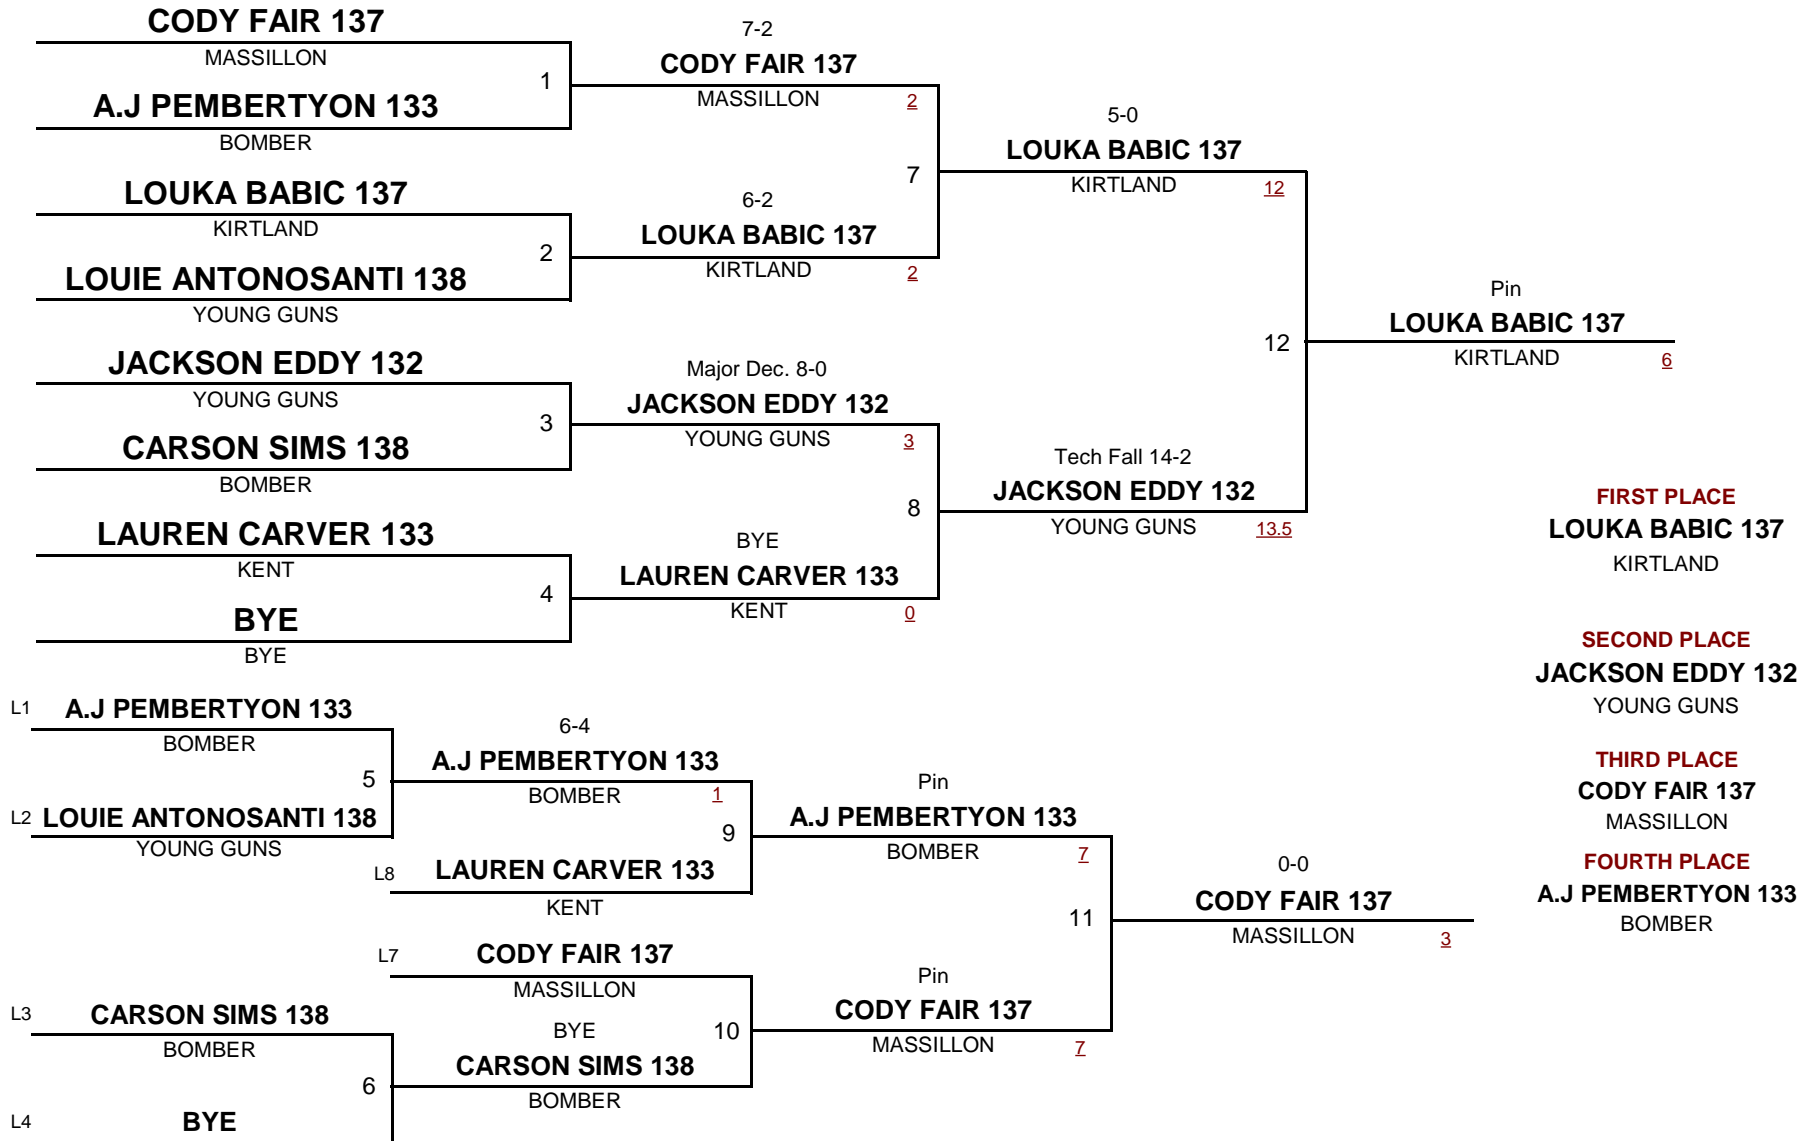 CODY FAIR 137
MASSILLON
1
A.J PEMBERTYON 133
BOMBER
7-2
CODY FAIR 137
MASSILLON
2
LOUKA BABIC 137
KIRTLAND
2
LOUIE ANTONOSANTI 138
YOUNG GUNS
6-2
LOUKA BABIC 137
KIRTLAND
2
7
5-0
LOUKA BABIC 137
KIRTLAND
12
JACKSON EDDY 132
YOUNG GUNS
3
CARSON SIMS 138
BOMBER
Major Dec. 8-0
JACKSON EDDY 132
YOUNG GUNS
3
LAUREN CARVER 133
KENT
4
BYE
BYE
BYE
LAUREN CARVER 133
KENT
0
8
Tech Fall 14-2
JACKSON EDDY 132
YOUNG GUNS
13.5
12
Pin
LOUKA BABIC 137
KIRTLAND
6
FIRST PLACE
LOUKA BABIC 137
KIRTLAND
SECOND PLACE
JACKSON EDDY 132
YOUNG GUNS
THIRD PLACE
CODY FAIR 137
MASSILLON
FOURTH PLACE
A.J PEMBERTYON 133
BOMBER
L1 A.J PEMBERTYON 133
BOMBER
5
L2 LOUIE ANTONOSANTI 138
YOUNG GUNS
6-4
A.J PEMBERTYON 133
BOMBER
1
9
L8 LAUREN CARVER 133
KENT
Pin
A.J PEMBERTYON 133
BOMBER
7
L7 CODY FAIR 137
MASSILLON
10
BYE
CARSON SIMS 138
BOMBER
L3 CARSON SIMS 138
BOMBER
6
L4 BYE
Pin
CODY FAIR 137
MASSILLON
7
11
0-0
CODY FAIR 137
MASSILLON
3